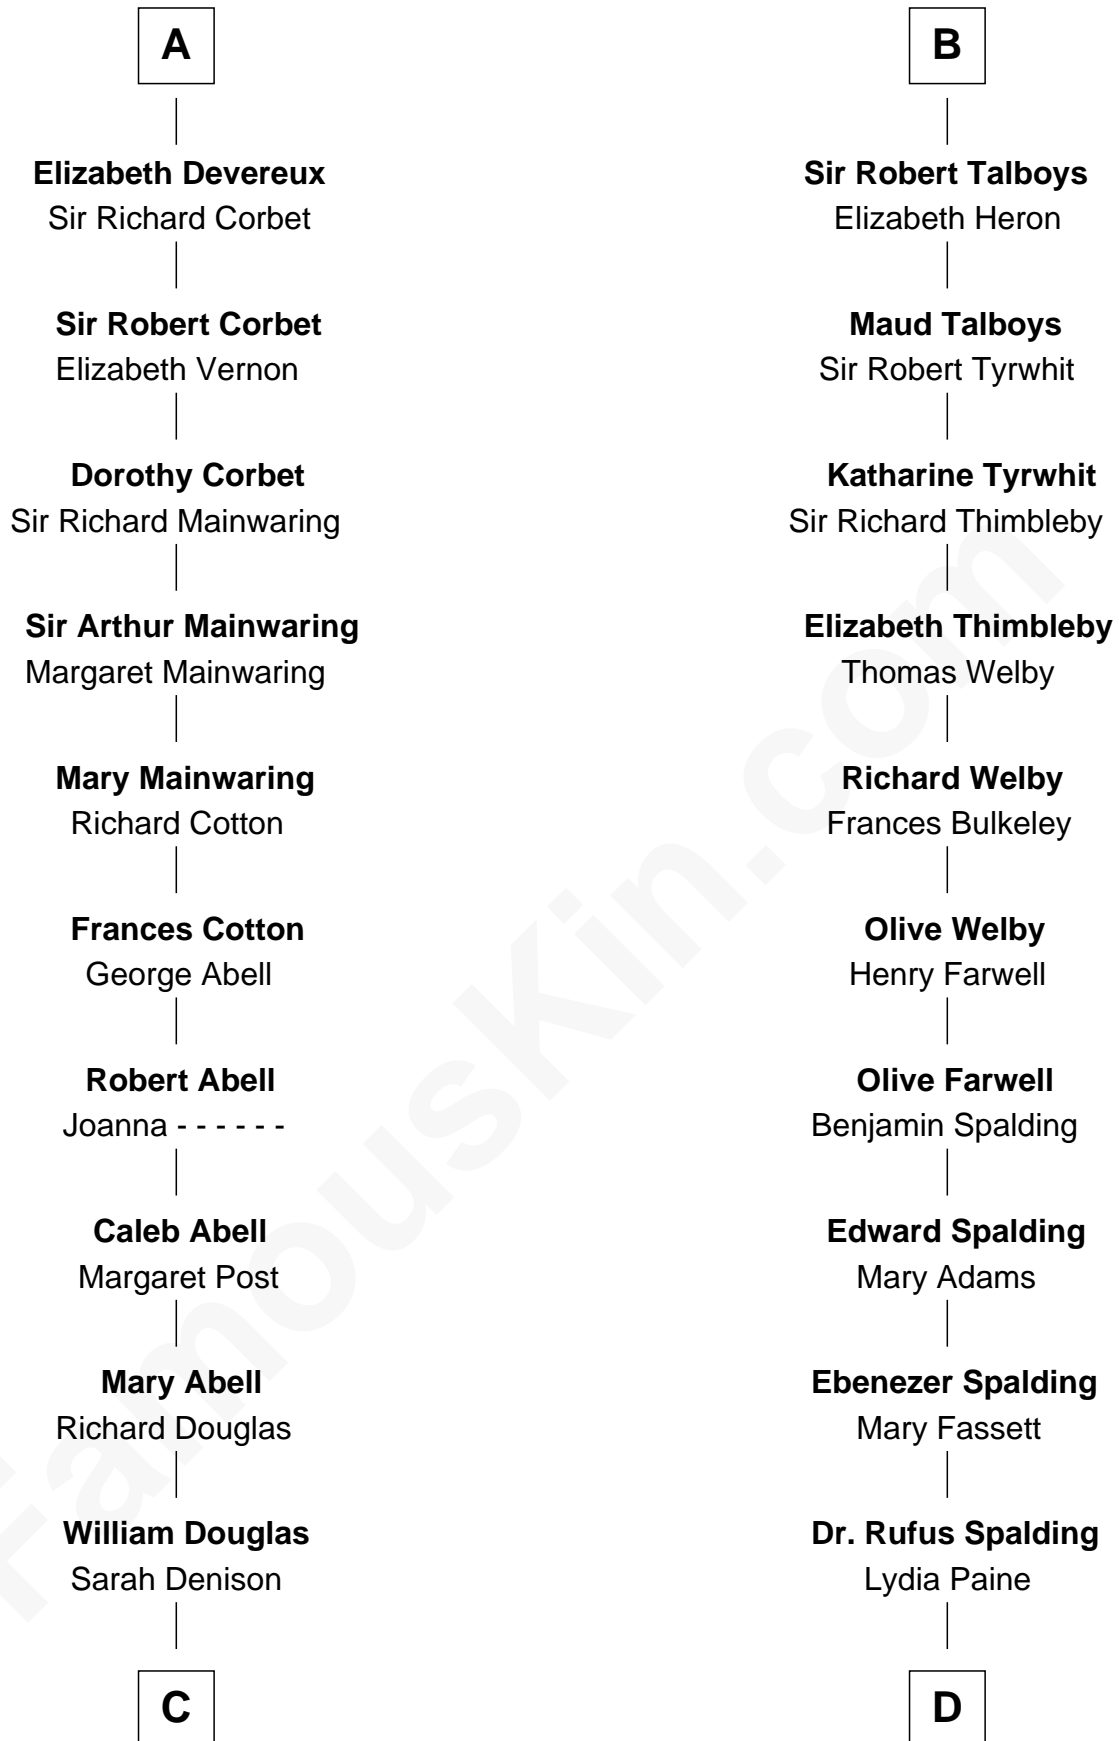 A
Elizabeth Devereux
Sir Richard Corbet
Sir Robert Corbet
Elizabeth Vernon
Dorothy Corbet
Sir Richard Mainwaring
Sir Arthur Mainwaring
Margaret Mainwaring
Mary Mainwaring
Richard Cotton
Frances Cotton
George Abell
Robert Abell
Joanna - - - - - -
Caleb Abell
Margaret Post
Mary Abell
Richard Douglas
William Douglas
Sarah Denison
C
B
Sir Robert Talboys
Elizabeth Heron
Maud Talboys
Sir Robert Tyrwhit
Katharine Tyrwhit
Sir Richard Thimbleby
Elizabeth Thimbleby
Thomas Welby
Richard Welby
Frances Bulkeley
Olive Welby
Henry Farwell
Olive Farwell
Benjamin Spalding
Edward Spalding
Mary Adams
Ebenezer Spalding
Mary Fassett
Dr. Rufus Spalding
Lydia Paine
D
FamousKin.com